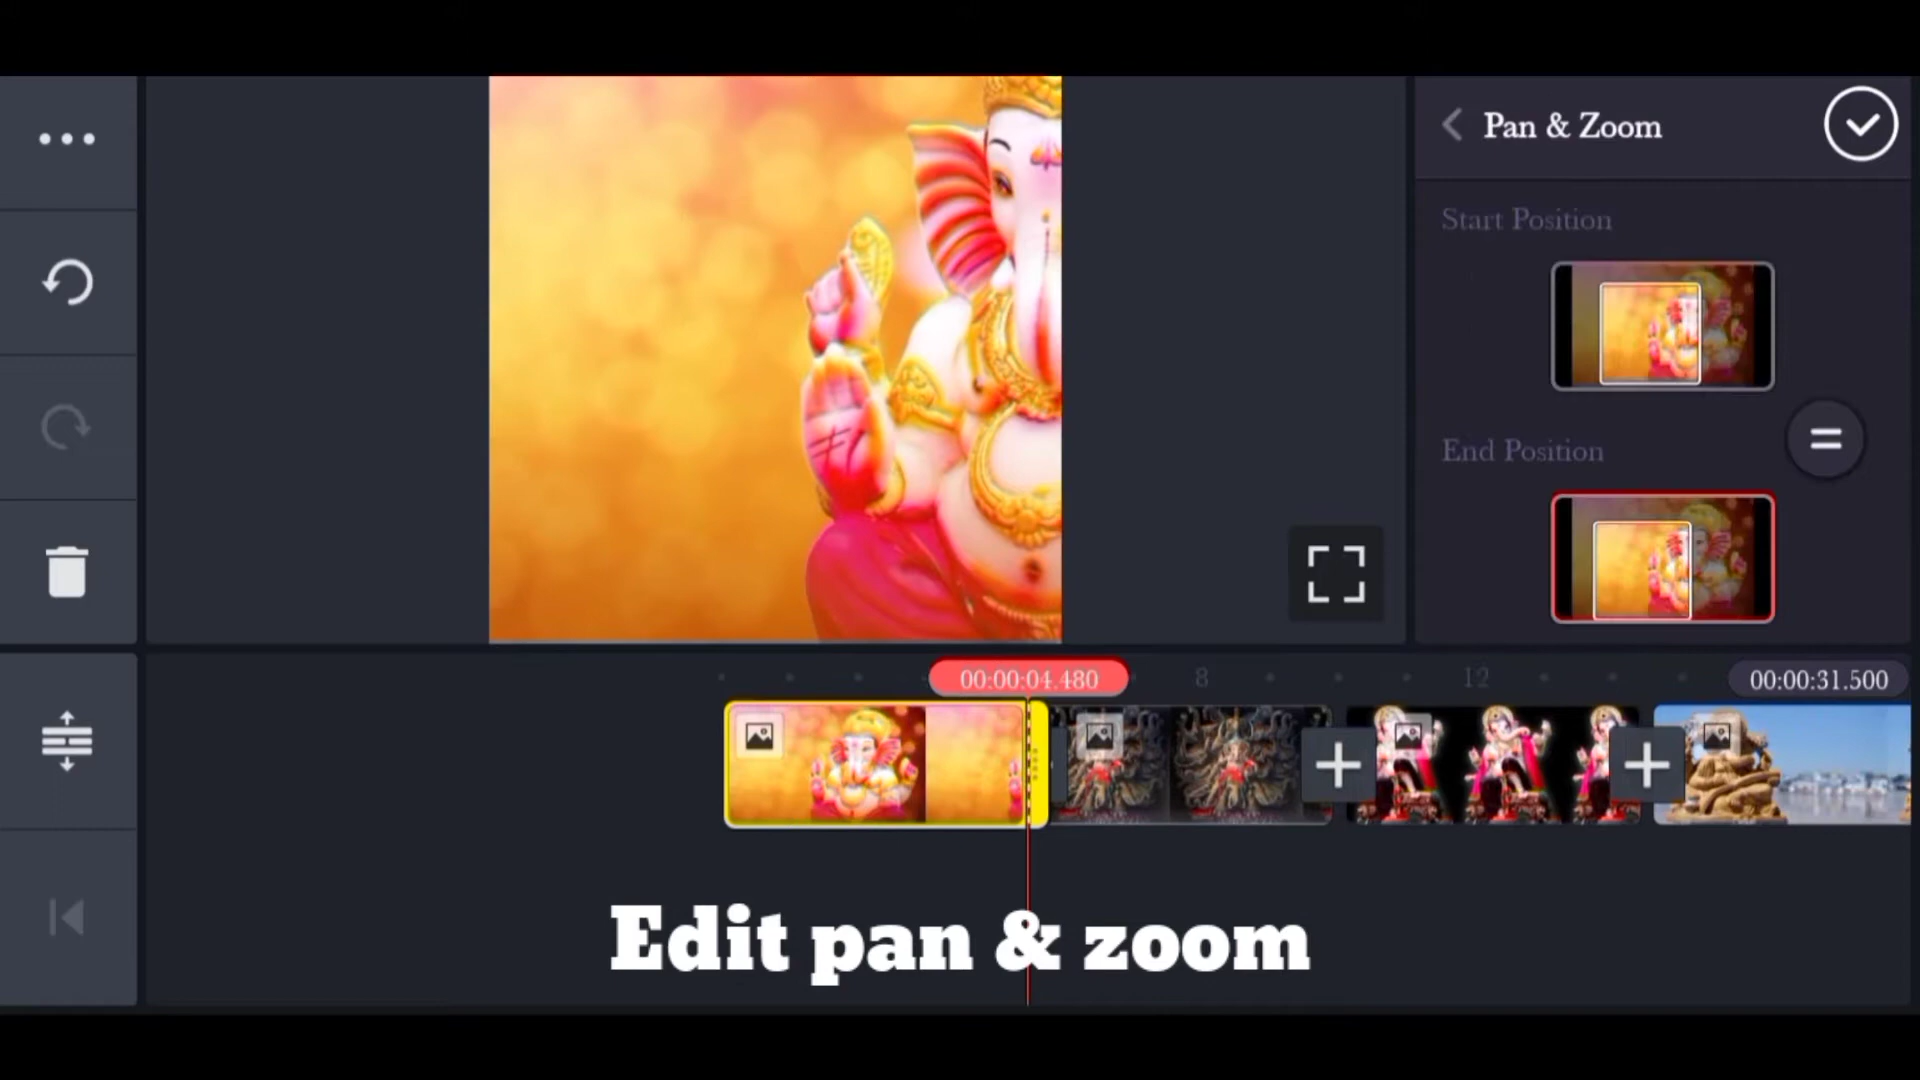 Pan & Zoom
Start Position
End Position
00:00:04.480
8
12
00:00:31.500
Edit pan & zoom